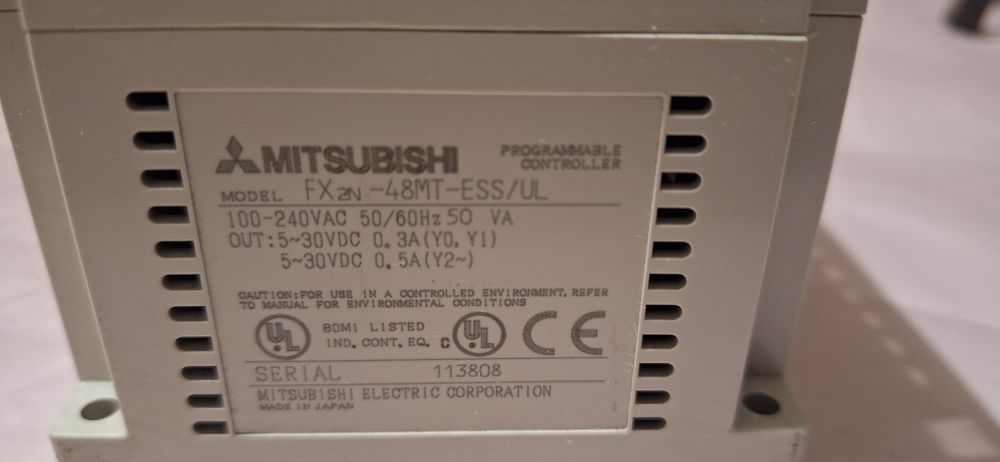 MITSUBISHI PROGRAMMABLE CONTROLLER
MODEL FX2N-48MT-ESS/UL
100-240VAC 50/60Hz 50 VA
OUT:5~30VDC 0.3A(Y0,Y1)
5~30VDC 0.5A(Y2~)
CAUTION:FOR USE IN A CONTROLLED ENVIRONMENT, REFER
TO MANUAL FOR ENVIRONMENTAL CONDITIONS
UL 80M1 LISTED C UL CE
IND. CONT. EQ.
SERIAL 113808
MITSUBISHI ELECTRIC CORPORATION
MADE IN JAPAN